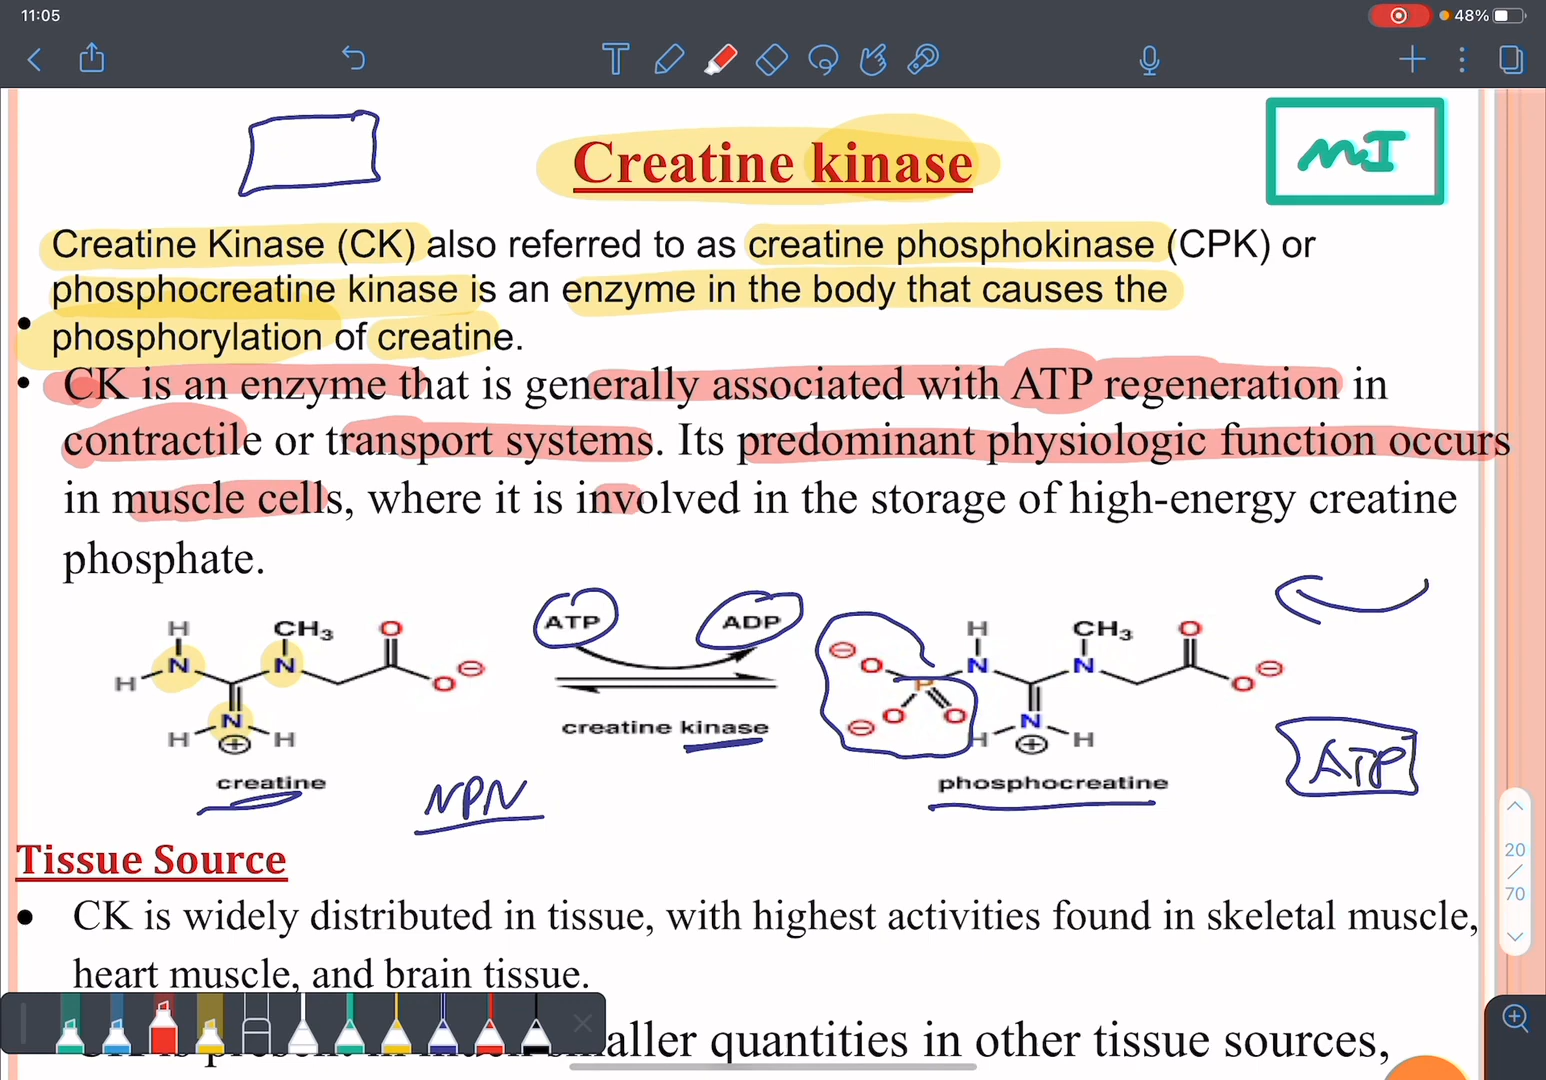 11:05
48%
Creatine kinase
MI
Creatine Kinase (CK) also referred to as creatine phosphokinase (CPK) or
phosphocreatine kinase is an enzyme in the body that causes the
• phosphorylation of creatine.
• CK is an enzyme that is generally associated with ATP regeneration in
contractile or transport systems. Its predominant physiologic function occurs
in muscle cells, where it is involved in the storage of high-energy creatine
phosphate.
ATP ADP
H CH3 O
H N N O ⊖
H N H
⊕
creatine kinase
⊖ O H CH3 O
P N N O ⊖
⊖ O O H N H
⊕
creatine
NPN
phosphocreatine
ATP
20
/
70
Tissue Source
• CK is widely distributed in tissue, with highest activities found in skeletal muscle,
heart muscle, and brain tissue.
aller quantities in other tissue sources,